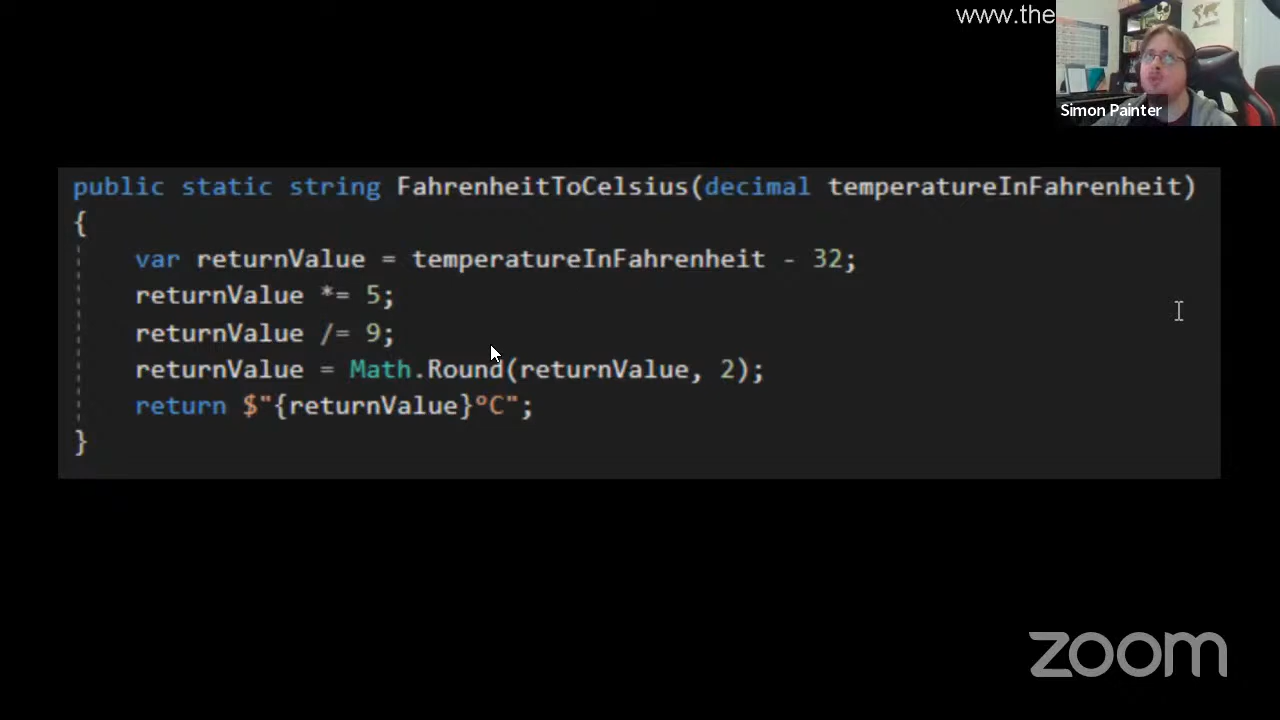 www.the
Simon Painter
public static string FahrenheitToCelsius(decimal temperatureInFahrenheit)
{
    var returnValue = temperatureInFahrenheit - 32;
    returnValue *= 5;
    returnValue /= 9;
    returnValue = Math.Round(returnValue, 2);
    return $"{returnValue}°C";
}
zoom